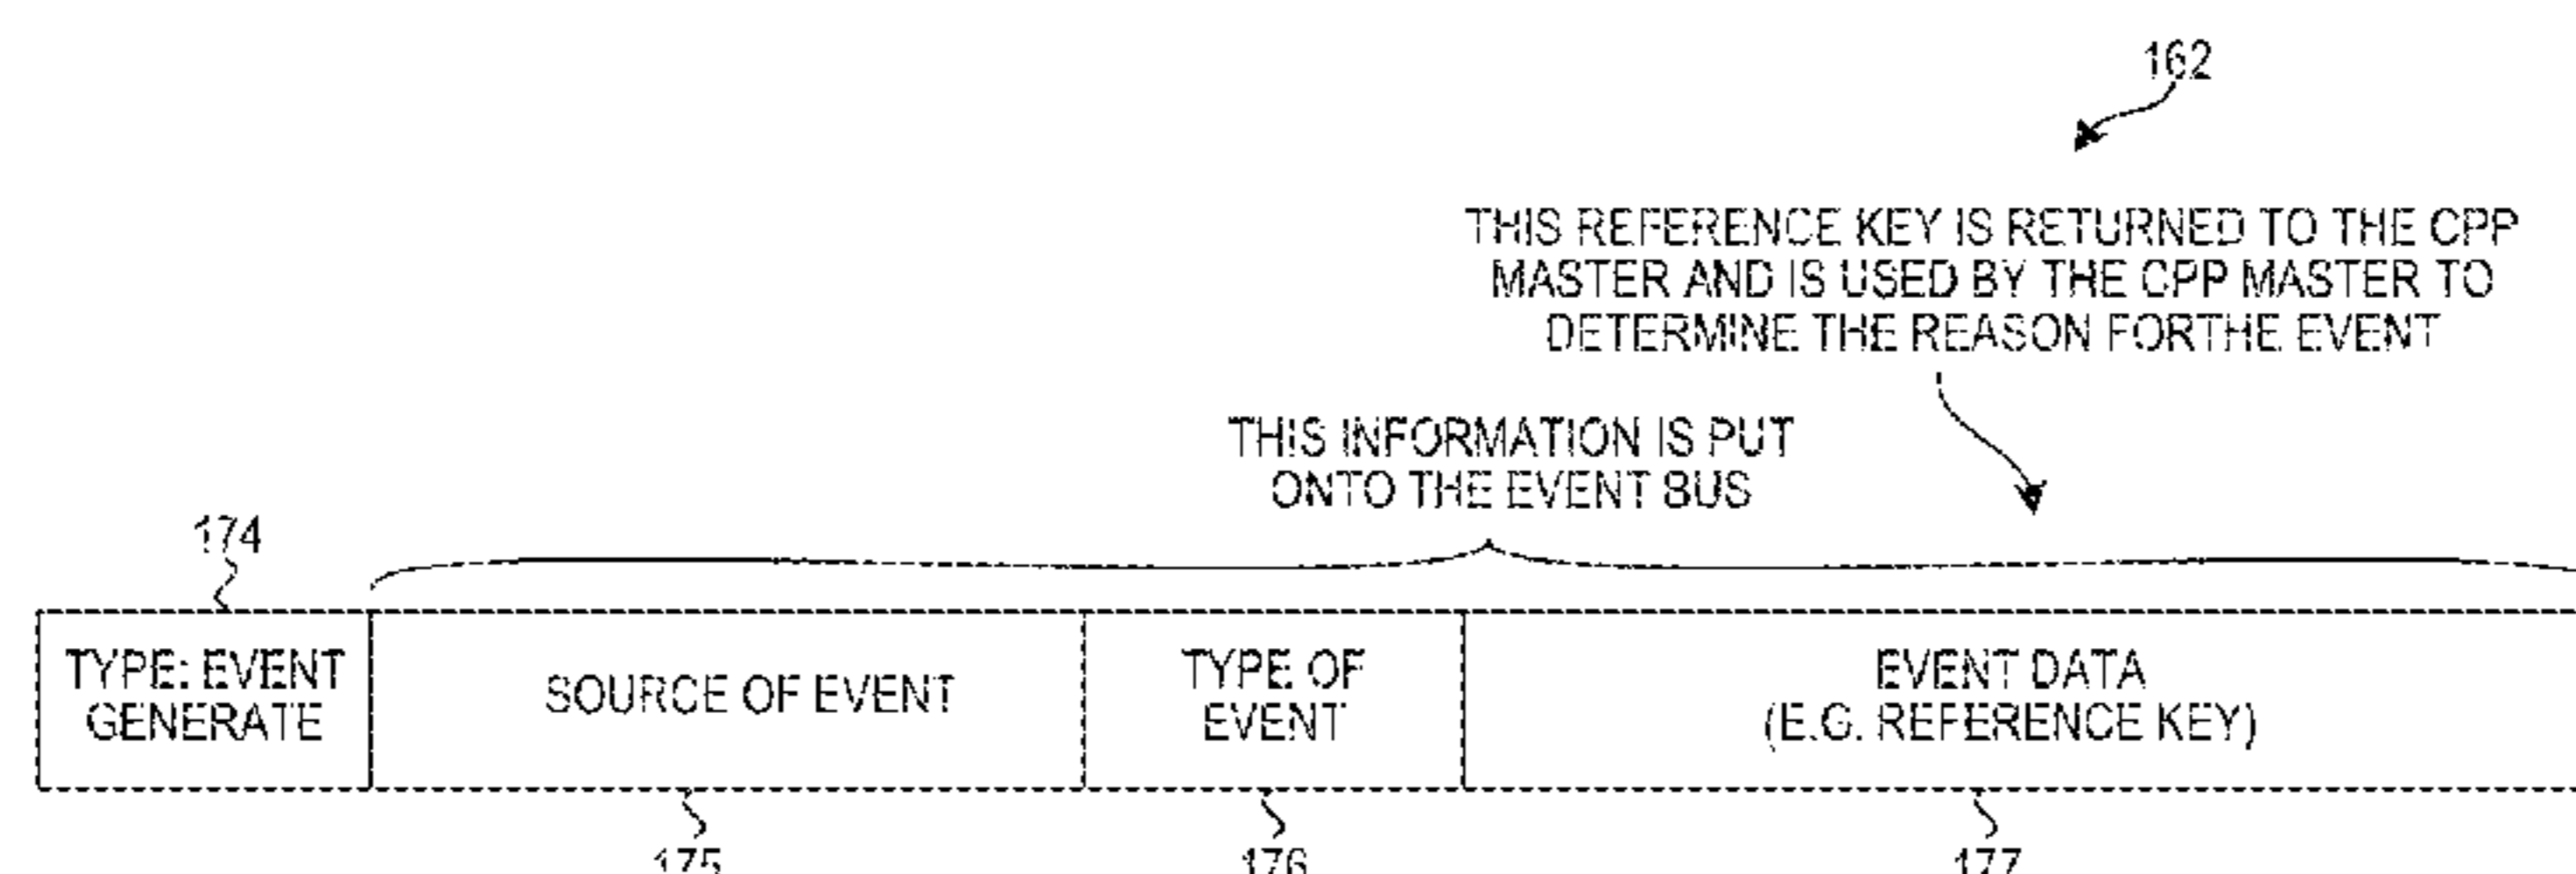 162
THIS REFERENCE KEY IS RETURNED TO THE CPP
MASTER AND IS USED BY THE CPP MASTER TO
DETERMINE THE REASON FORTHE EVENT
THIS INFORMATION IS PUT
ONTO THE EVENT BUS
174
TYPE: EVENT
GENERATE
SOURCE OF EVENT
TYPE OF
EVENT
EVENT DATA
(E.G. REFERENCE KEY)
175
176
177